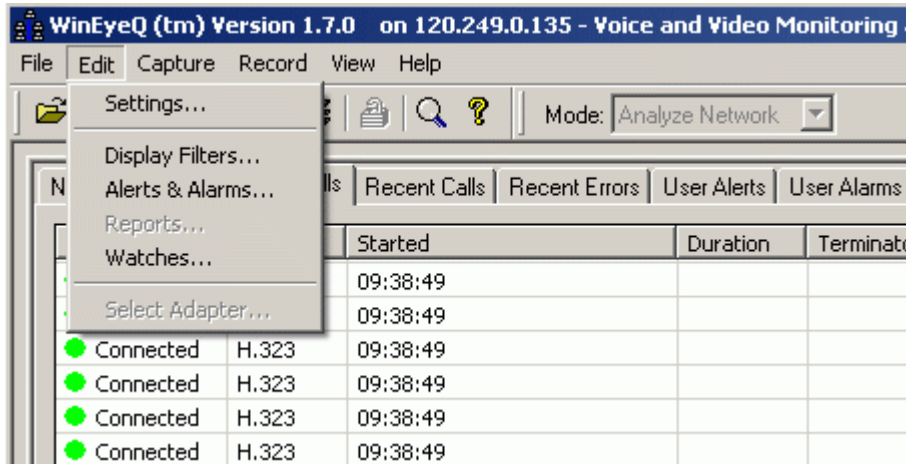 WinEyeQ (tm) Version 1.7.0 on 120.249.0.135 - Voice and Video Monitoring
File Edit Capture Record View Help
Mode: Analyze Network
Settings...
Display Filters...
Alerts & Alarms...
Reports...
Watches...
Select Adapter...
Recent Calls Recent Errors User Alerts User Alarms
Started Duration
09:38:49
09:38:49
Connected H.323 09:38:49
Connected H.323 09:38:49
Connected H.323 09:38:49
Connected H.323 09:38:49